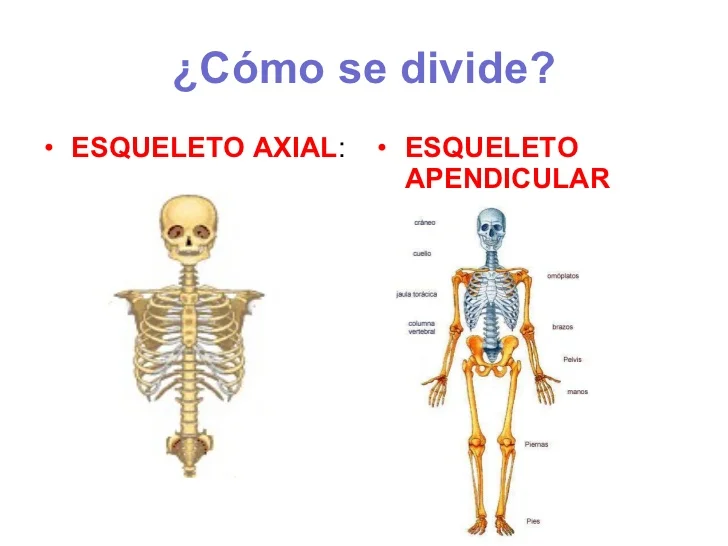 ¿Cómo se divide?
• ESQUELETO AXIAL:
• ESQUELETO
APENDICULAR
cráneo
cuello
omóplatos
jaula torácica
columna
vertebral
brazos
Pelvis
manos
Piernas
Pies